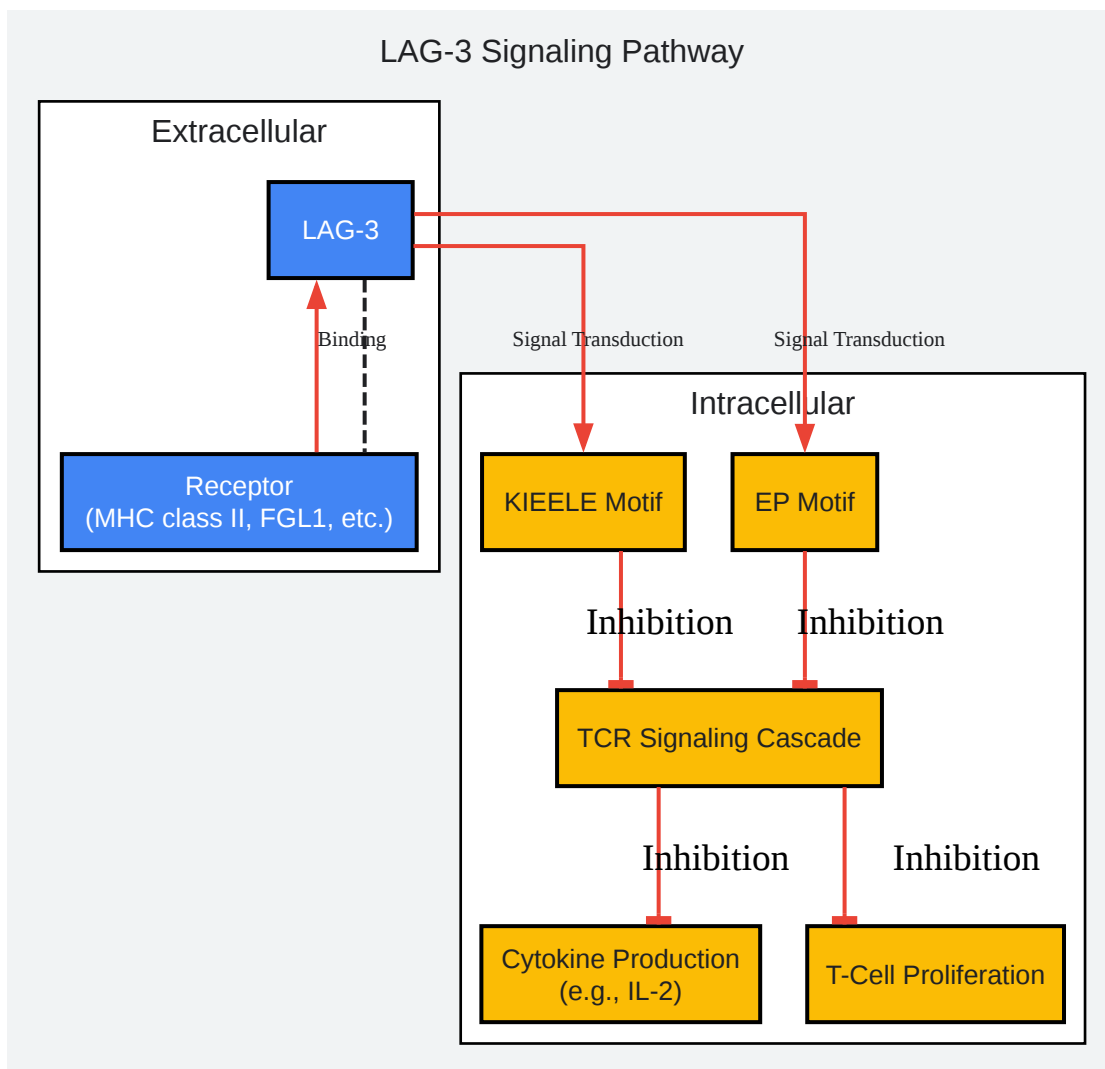 LAG-3 Signaling Pathway
Extracellular
LAG-3
Binding
Signal Transduction
Signal Transduction
Receptor
(MHC class II, FGL1, etc.)
Intracellular
KIEELE Motif
EP Motif
Inhibition
Inhibition
TCR Signaling Cascade
Inhibition
Inhibition
Cytokine Production
(e.g., IL-2)
T-Cell Proliferation